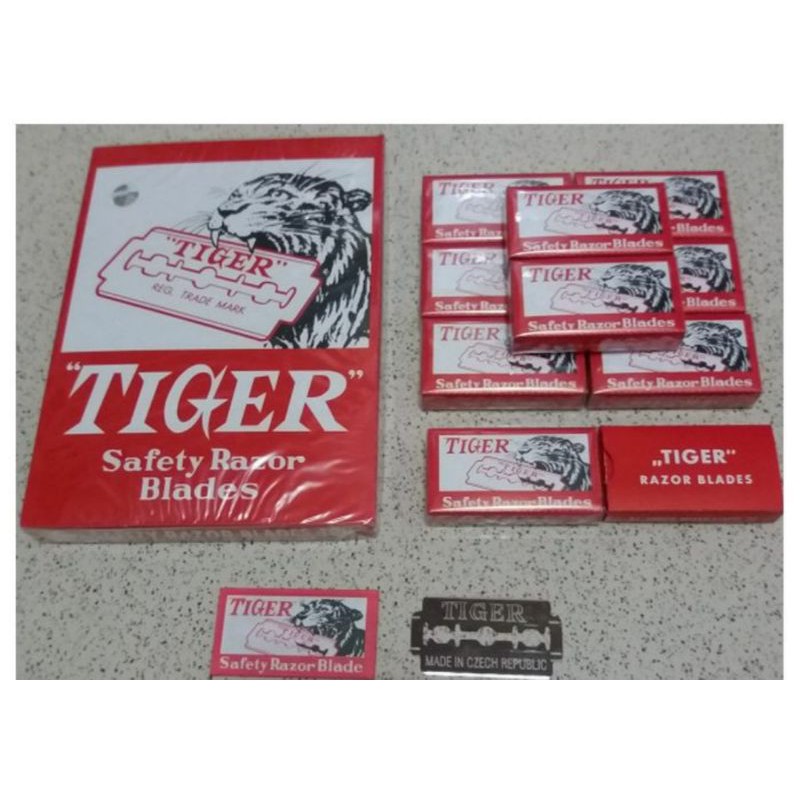 "TIGER"
REG. TRADE MARK
"TIGER"
Safety Razor
Blades
TIGER
TIGER
Safety Razor Blades
TIGER
Safety Razor Blades
TIGER
Safety Razor Blades
TIGER
Safety Razor Blades
Safety Razor Blades
TIGER
Safety Razor Blades
„TIGER"
RAZOR BLADES
TIGER
Safety Razor Blade
TIGER
MADE IN CZECH REPUBLIC